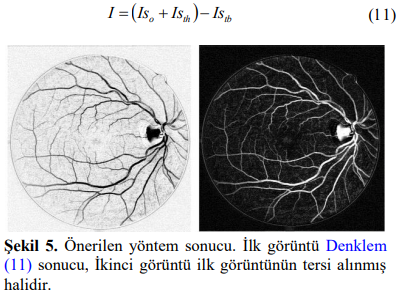 I = (Is_o + Is_th) − Is_tb (11)
Şekil 5. Önerilen yöntem sonucu. İlk görüntü Denklem
(11) sonucu, İkinci görüntü ilk görüntünün tersi alınmış
halidir.